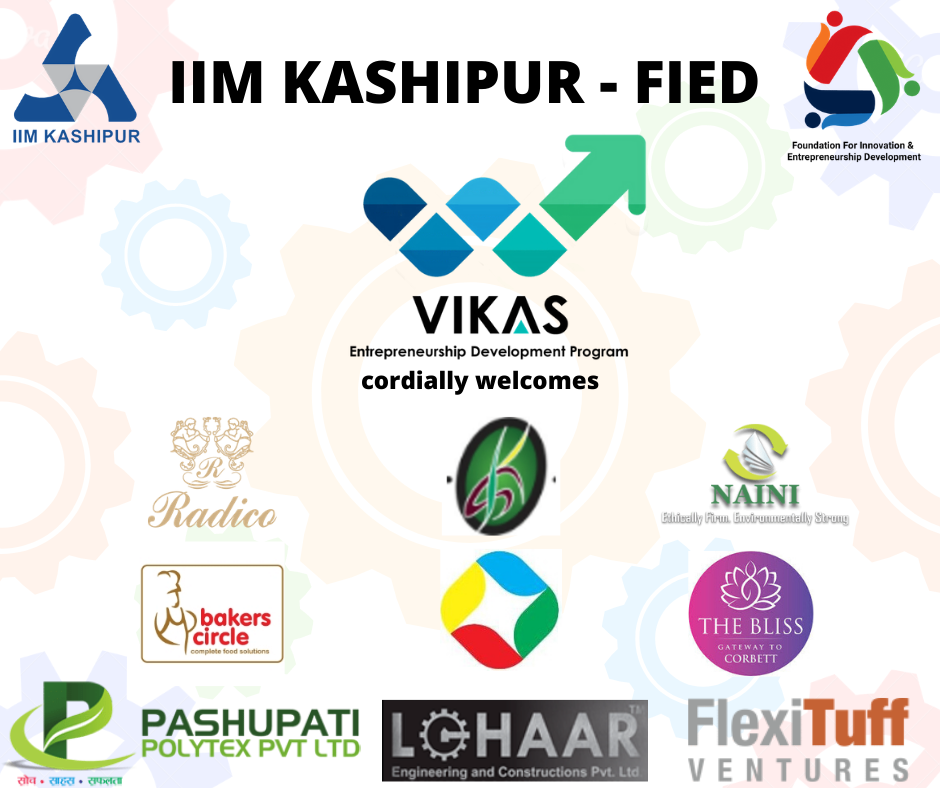 IIM KASHIPUR
IIM KASHIPUR - FIED
Foundation For Innovation &
Entrepreneurship Development
VIKAS
Entrepreneurship Development Program
cordially welcomes
R
Radico
NAINI
Ethically Firm. Environmentally Strong
bakers
circle
complete food solutions
THE BLISS
GATEWAY TO
CORBETT
P
सोच • साहस • सफलता
PASHUPATI
POLYTEX PVT LTD
LOHAAR™
Engineering and Constructions Pvt. Ltd
FlexiTuff
VENTURES